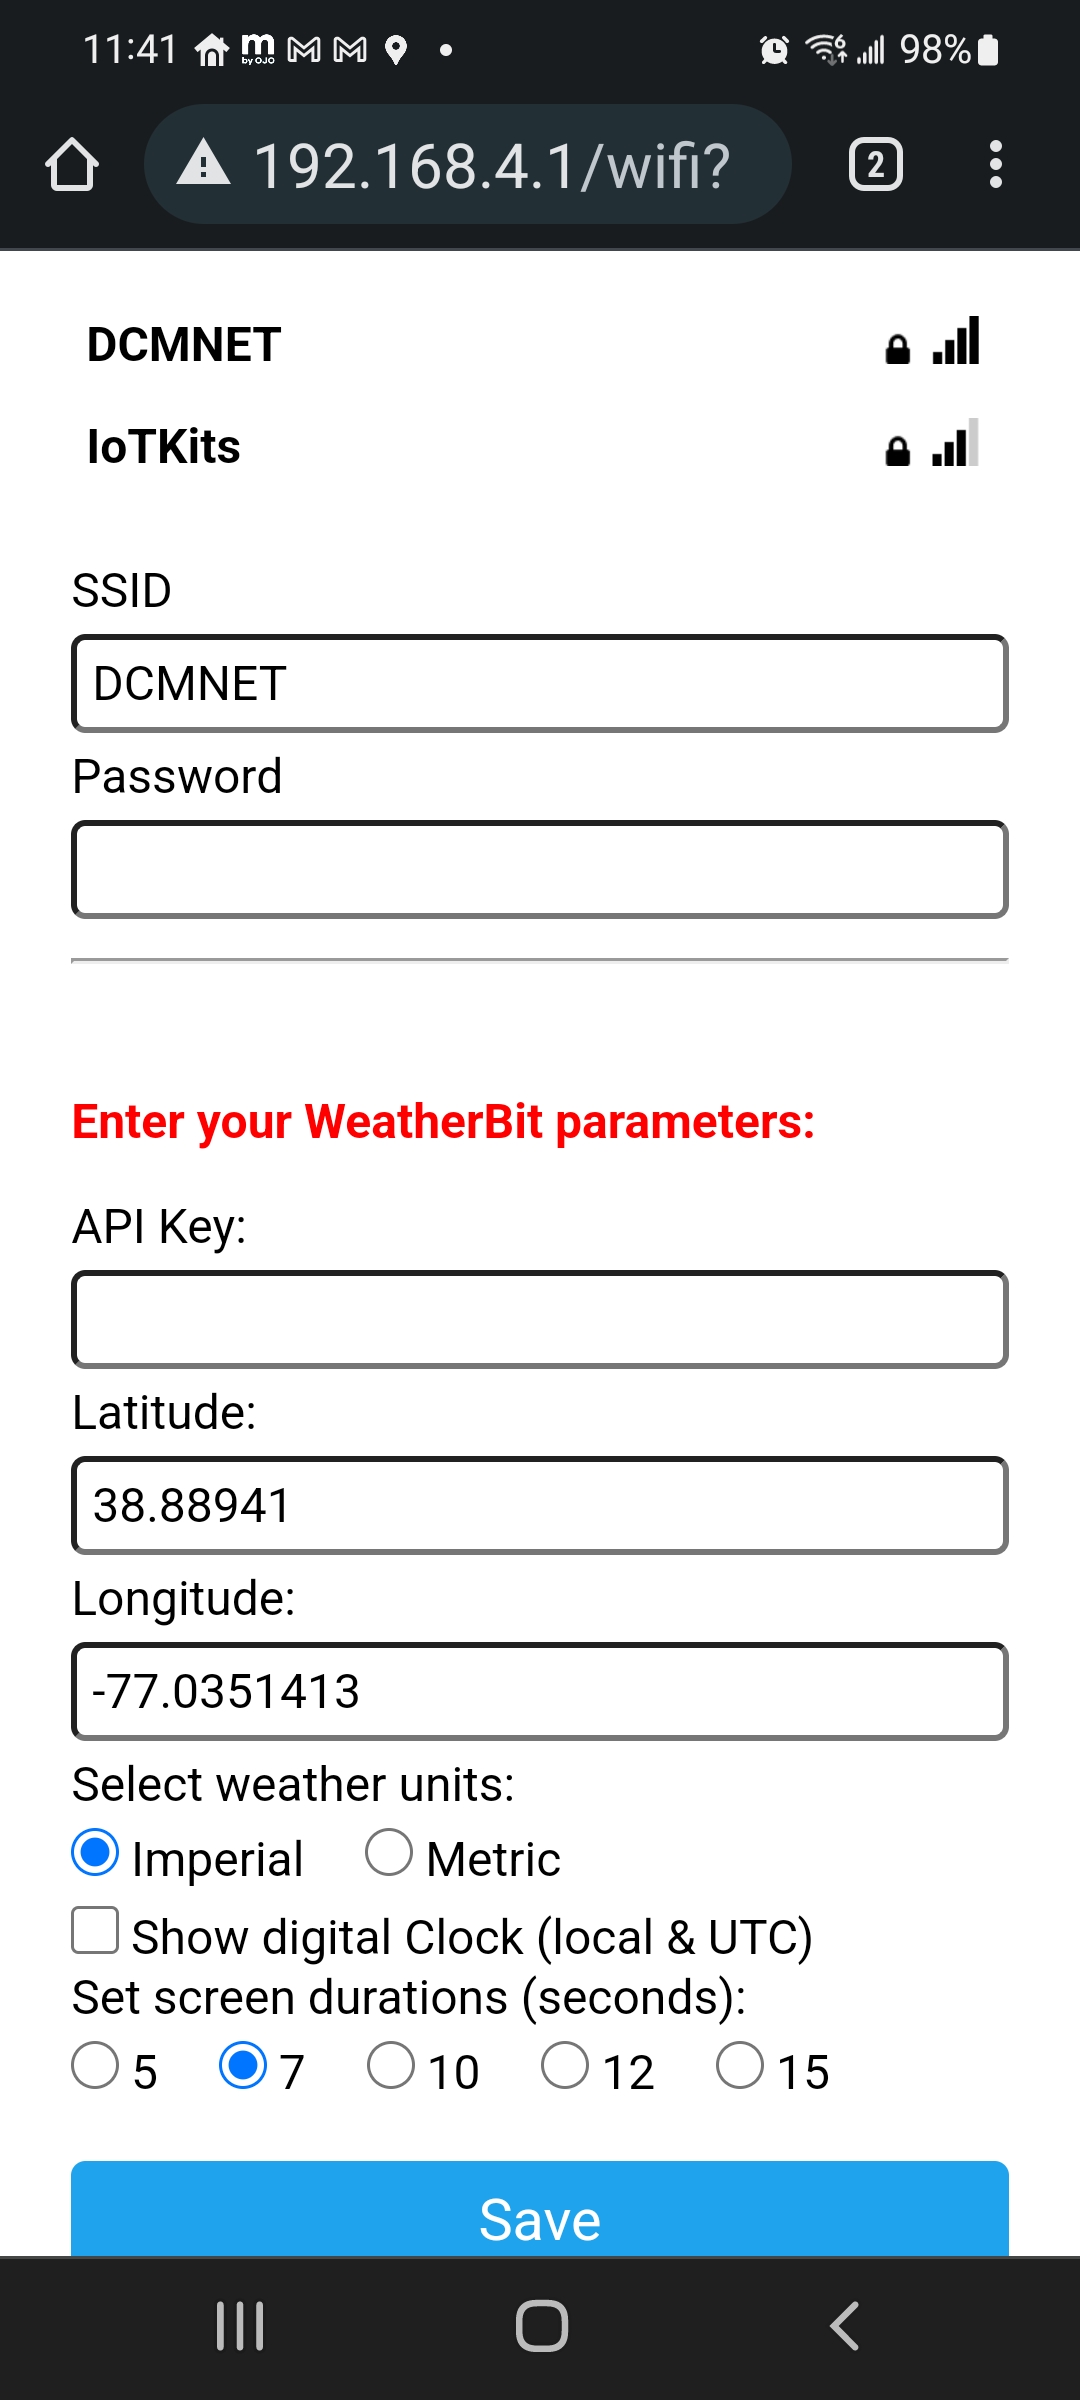 11:41 m by OJO 6 98%
192.168.4.1/wifi? 2
DCMNET
IoTKits
SSID
DCMNET
Password
Enter your WeatherBit parameters:
API Key:
Latitude:
38.88941
Longitude:
-77.0351413
Select weather units:
Imperial Metric
Show digital Clock (local & UTC)
Set screen durations (seconds):
5 7 10 12 15
Save